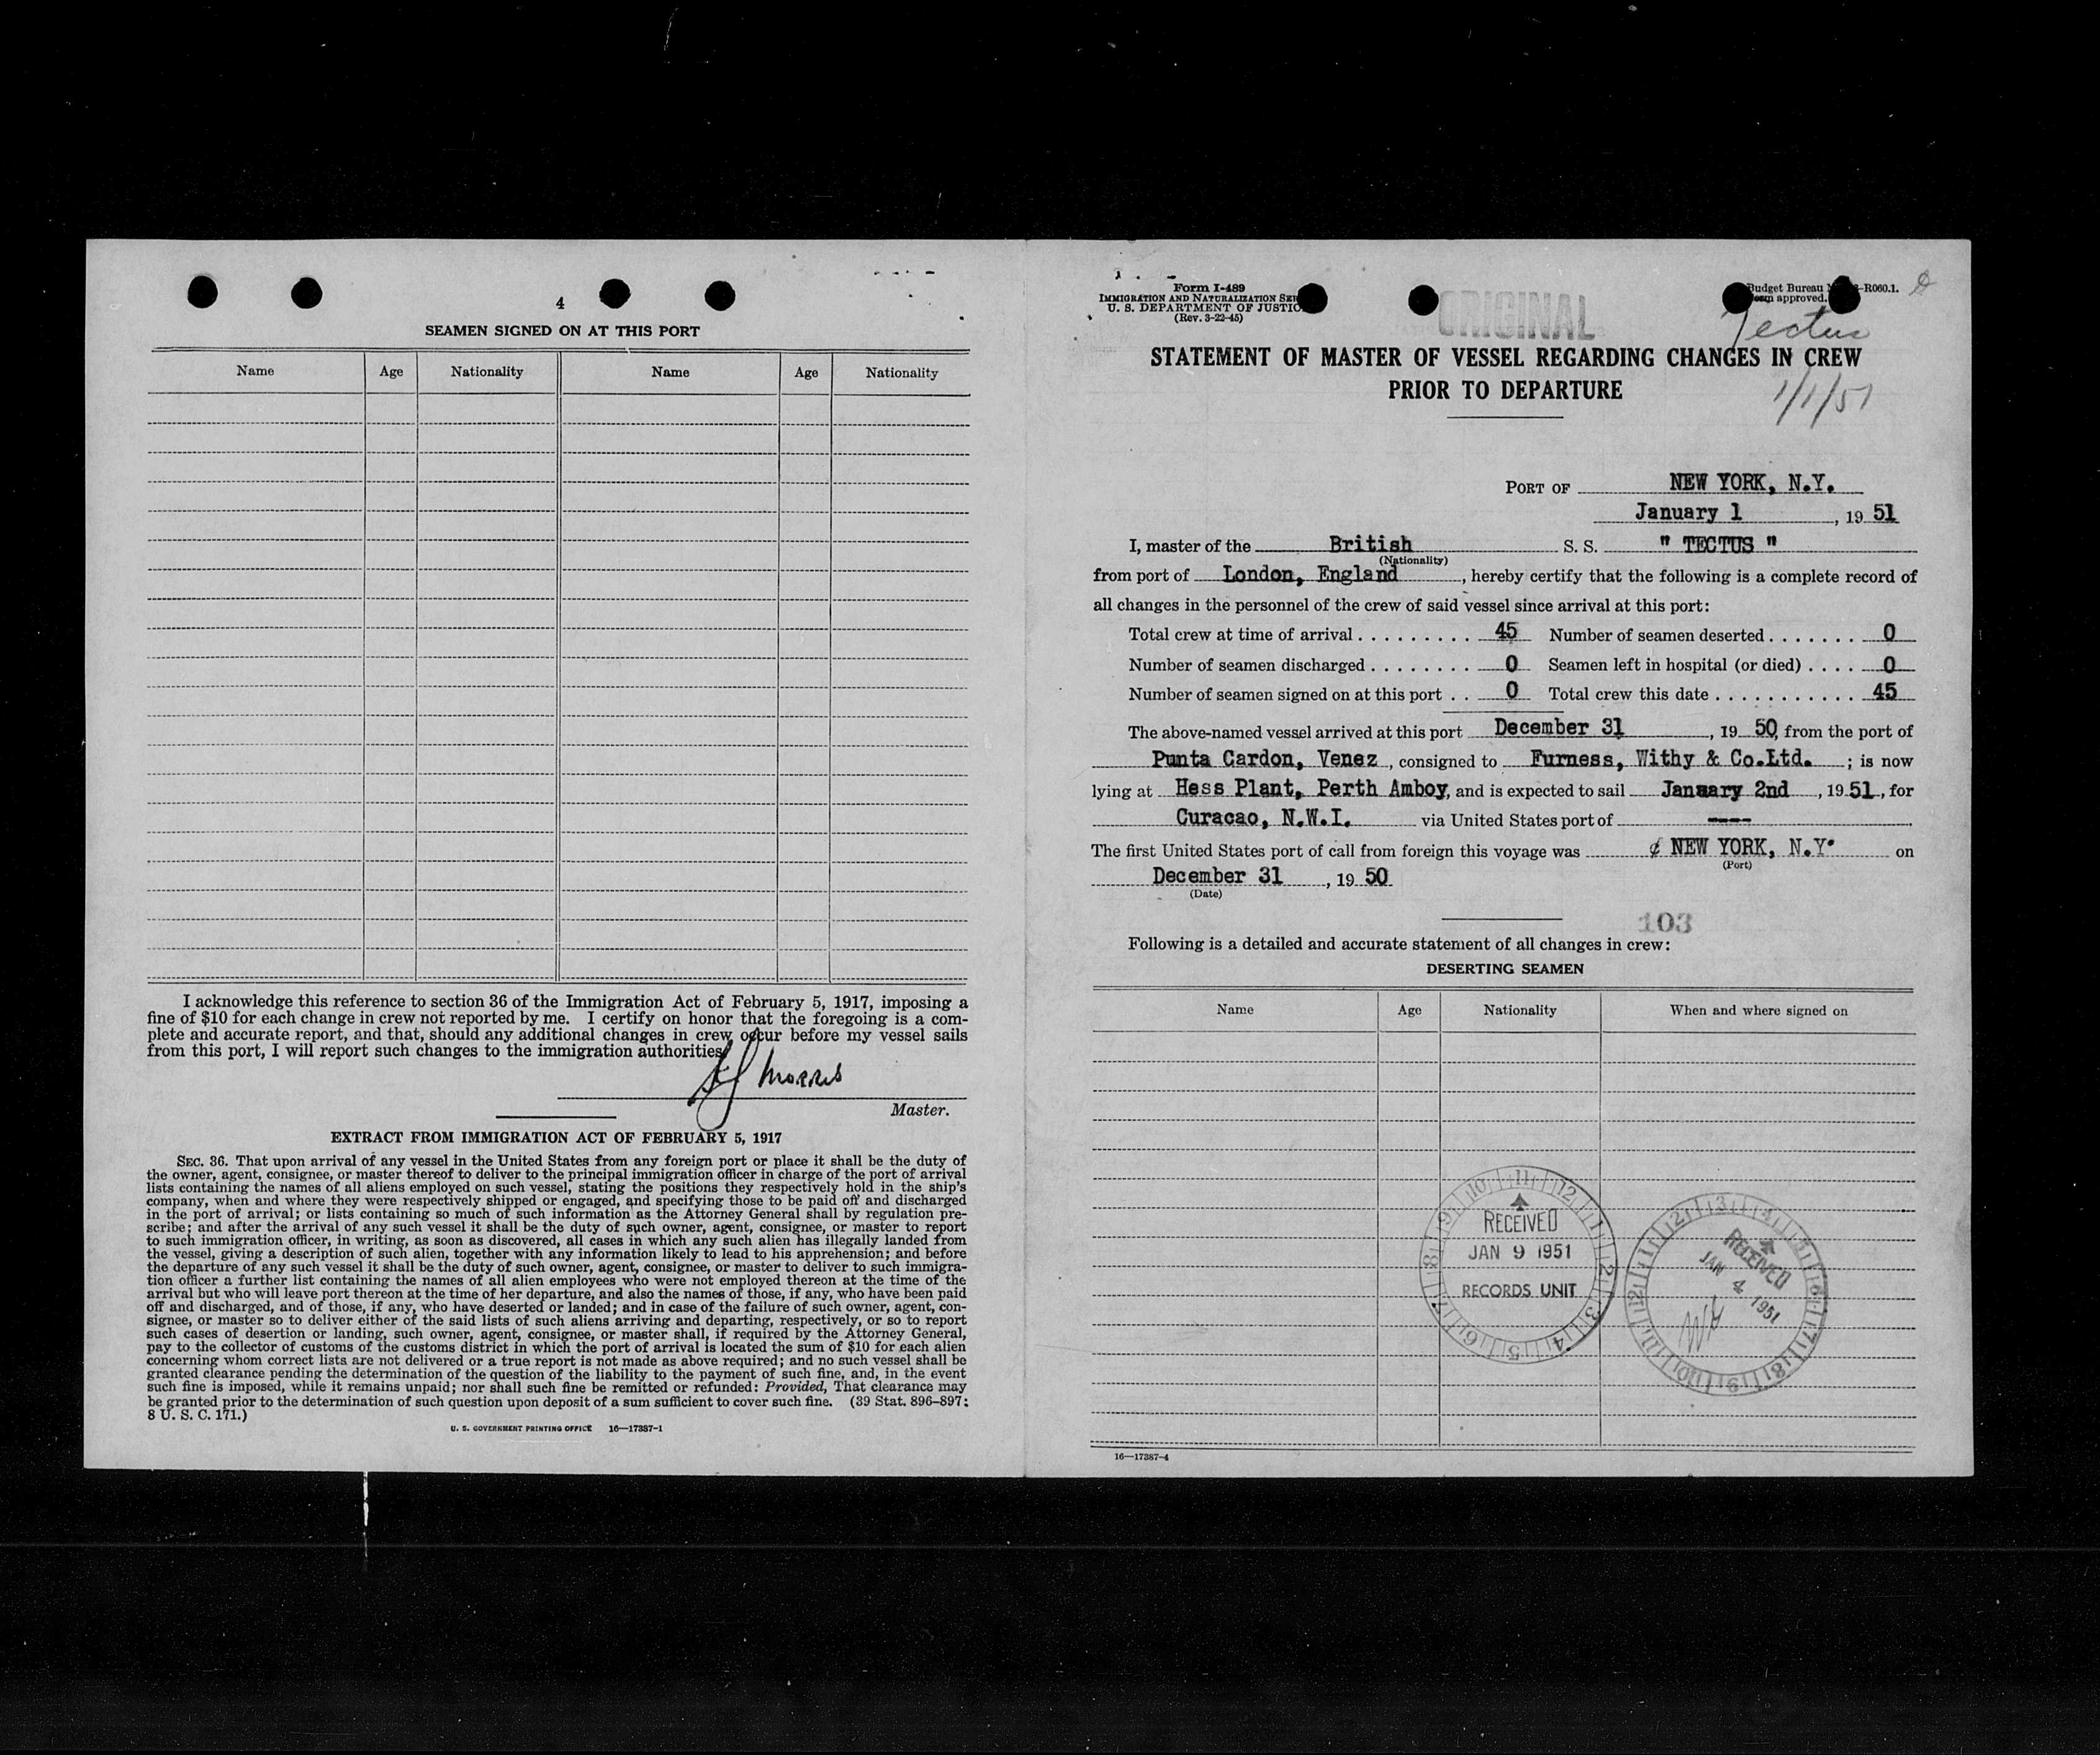 4
SEAMEN SIGNED ON AT THIS PORT
Name Age Nationality Name Age Nationality
I acknowledge this reference to section 36 of the Immigration Act of February 5, 1917, imposing a
fine of $10 for each change in crew not reported by me. I certify on honor that the foregoing is a com-
plete and accurate report, and that, should any additional changes in crew occur before my vessel sails
from this port, I will report such changes to the immigration authorities
Morris
Master.
EXTRACT FROM IMMIGRATION ACT OF FEBRUARY 5, 1917
SEC. 36. That upon arrival of any vessel in the United States from any foreign port or place it shall be the duty of
the owner, agent, consignee, or master thereof to deliver to the principal immigration officer in charge of the port of arrival
lists containing the names of all aliens employed on such vessel, stating the positions they respectively hold in the ship's
company, when and where they were respectively shipped or engaged, and specifying those to be paid off and discharged
in the port of arrival; or lists containing so much of such information as the Attorney General shall by regulation pre-
scribe; and after the arrival of any such vessel it shall be the duty of such owner, agent, consignee, or master to report
to such immigration officer, in writing, as soon as discovered, all cases in which any such alien has illegally landed from
the vessel, giving a description of such alien, together with any information likely to lead to his apprehension; and before
the departure of any such vessel it shall be the duty of such owner, agent, consignee, or master to deliver to such immigra-
tion officer a further list containing the names of all alien employees who were not employed thereon at the time of the
arrival but who will leave port thereon at the time of her departure, and also the names of those, if any, who have been paid
off and discharged, and of those, if any, who have deserted or landed; and in case of the failure of such owner, agent, con-
signee, or master so to deliver either of the said lists of such aliens arriving and departing, respectively, or so to report
such cases of desertion or landing, such owner, agent, consignee, or master shall, if required by the Attorney General,
pay to the collector of customs of the customs district in which the port of arrival is located the sum of $10 for each alien
concerning whom correct lists are not delivered or a true report is not made as above required; and no such vessel shall be
granted clearance pending the determination of the question of the liability to the payment of such fine, and, in the event
such fine is imposed, while it remains unpaid; nor shall such fine be remitted or refunded: Provided, That clearance may
be granted prior to the determination of such question upon deposit of a sum sufficient to cover such fine. (39 Stat. 896–897;
8 U. S. C. 171.)
U. S. GOVERNMENT PRINTING OFFICE 16—17387-1
Form I-489
IMMIGRATION AND NATURALIZATION SER
U. S. DEPARTMENT OF JUSTIC
(Rev. 3-22-45)
ORIGINAL
Budget Bureau -R060.1.
approved.
Tectus
STATEMENT OF MASTER OF VESSEL REGARDING CHANGES IN CREW
PRIOR TO DEPARTURE
1/1/51
PORT OF NEW YORK, N.Y.
January 1, 19 51
I, master of the British S. S. " TECTUS "
(Nationality)
from port of London, England, hereby certify that the following is a complete record of
all changes in the personnel of the crew of said vessel since arrival at this port:
Total crew at time of arrival . . . . . . . . . 45 Number of seamen deserted . . . . . . . 0
Number of seamen discharged . . . . . . . . 0 Seamen left in hospital (or died) . . . . 0
Number of seamen signed on at this port . . 0 Total crew this date . . . . . . . . . . . . 45
The above-named vessel arrived at this port December 31, 19 50, from the port of
Punta Cardon, Venez, consigned to Furness, Withy & Co.Ltd. ; is now
lying at Hess Plant, Perth Amboy, and is expected to sail January 2nd, 19 51, for
Curacao, N.W.I. via United States port of ----
The first United States port of call from foreign this voyage was NEW YORK, N.Y. on
(Port)
December 31, 19 50
(Date)
103
Following is a detailed and accurate statement of all changes in crew:
DESERTING SEAMEN
Name Age Nationality When and where signed on
RECEIVED
JAN 9 1951
RECORDS UNIT
RECEIVED
JAN 4 1951
16—17387-4